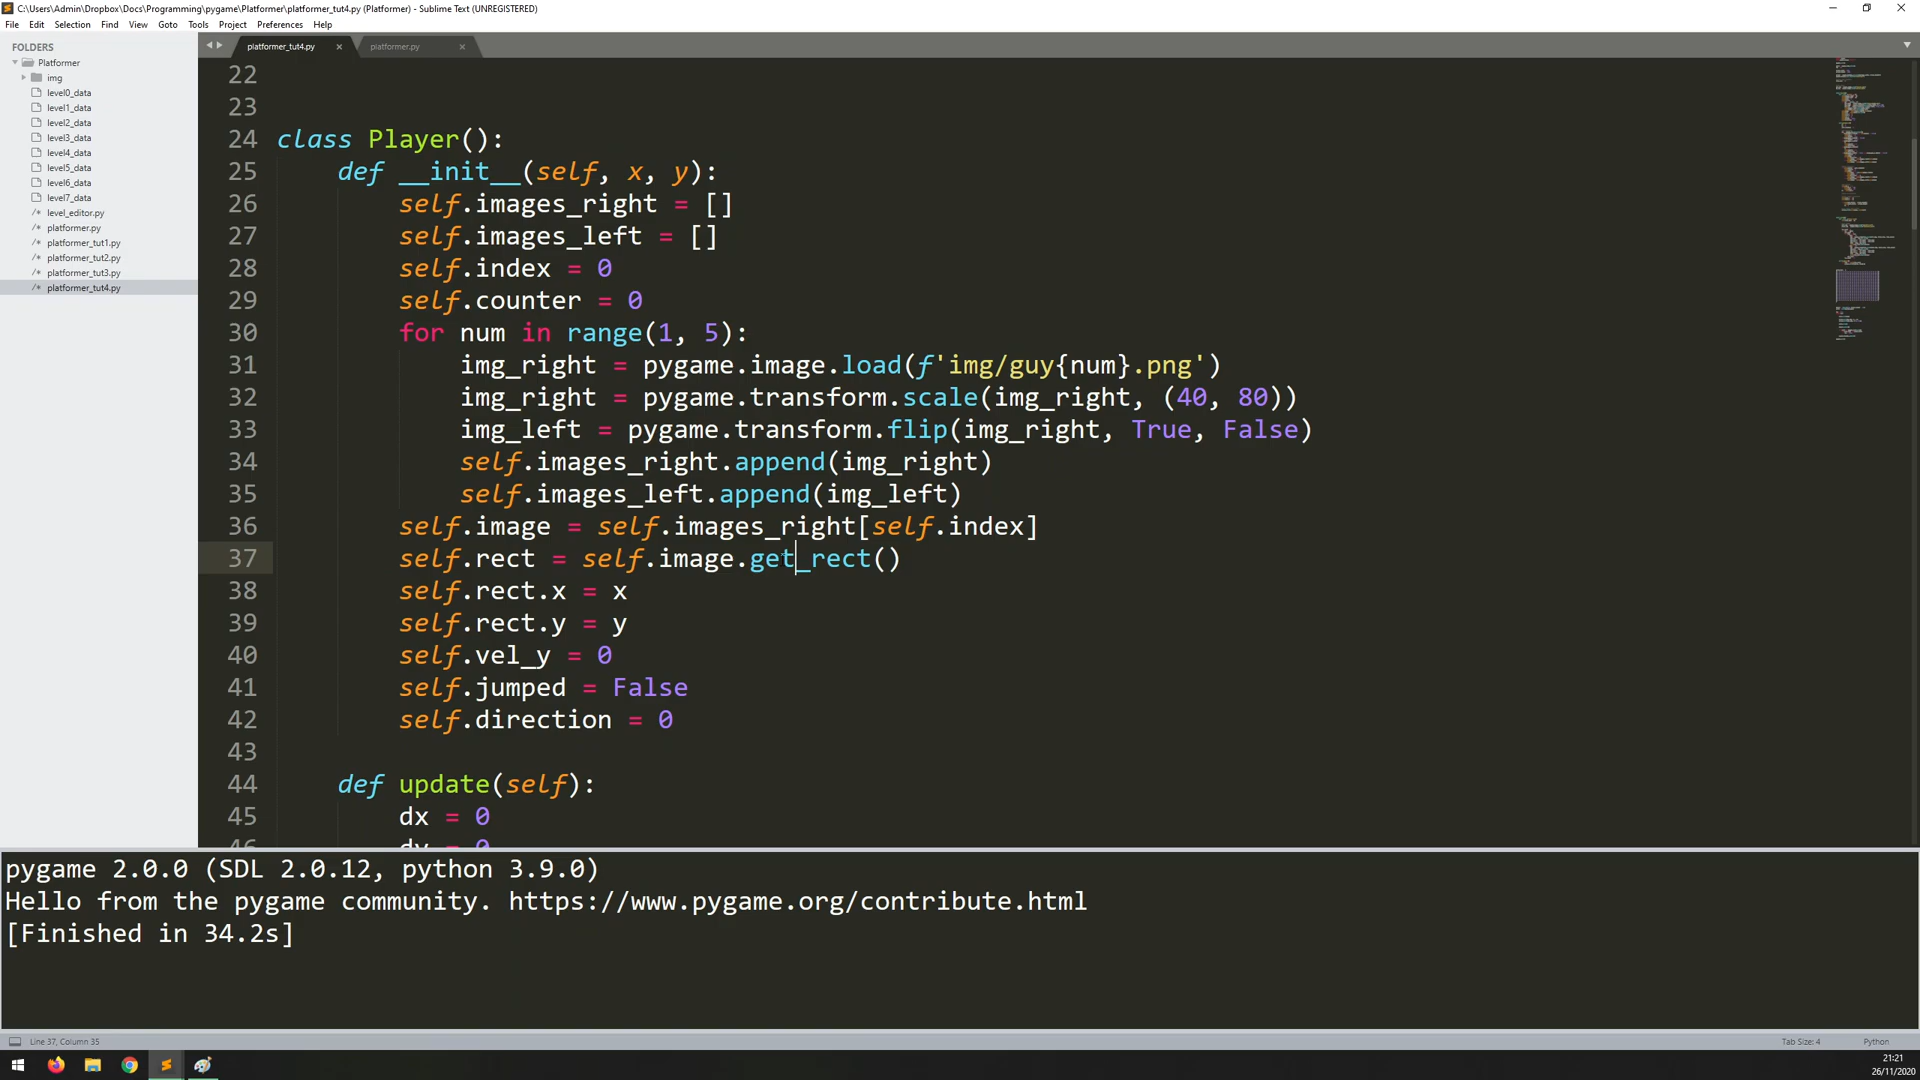 C:\Users\Admin\Dropbox\Docs\Programming\pygame\Platformer\platformer_tut4.py (Platformer) - Sublime Text (UNREGISTERED)
File Edit Selection Find View Goto Tools Project Preferences Help
FOLDERS
Platformer
img
level0_data
level1_data
level2_data
level3_data
level4_data
level5_data
level6_data
level7_data
level_editor.py
platformer.py
platformer_tut1.py
platformer_tut2.py
platformer_tut3.py
platformer_tut4.py
platformer_tut4.py platformer.py
22
23
24 class Player():
25 def __init__(self, x, y):
26 self.images_right = []
27 self.images_left = []
28 self.index = 0
29 self.counter = 0
30 for num in range(1, 5):
31 img_right = pygame.image.load(f'img/guy{num}.png')
32 img_right = pygame.transform.scale(img_right, (40, 80))
33 img_left = pygame.transform.flip(img_right, True, False)
34 self.images_right.append(img_right)
35 self.images_left.append(img_left)
36 self.image = self.images_right[self.index]
37 self.rect = self.image.get_rect()
38 self.rect.x = x
39 self.rect.y = y
40 self.vel_y = 0
41 self.jumped = False
42 self.direction = 0
43
44 def update(self):
45 dx = 0
46 dy = 0
pygame 2.0.0 (SDL 2.0.12, python 3.9.0)
Hello from the pygame community. https://www.pygame.org/contribute.html
[Finished in 34.2s]
Line 37, Column 35 Tab Size: 4 Python
21:21
26/11/2020